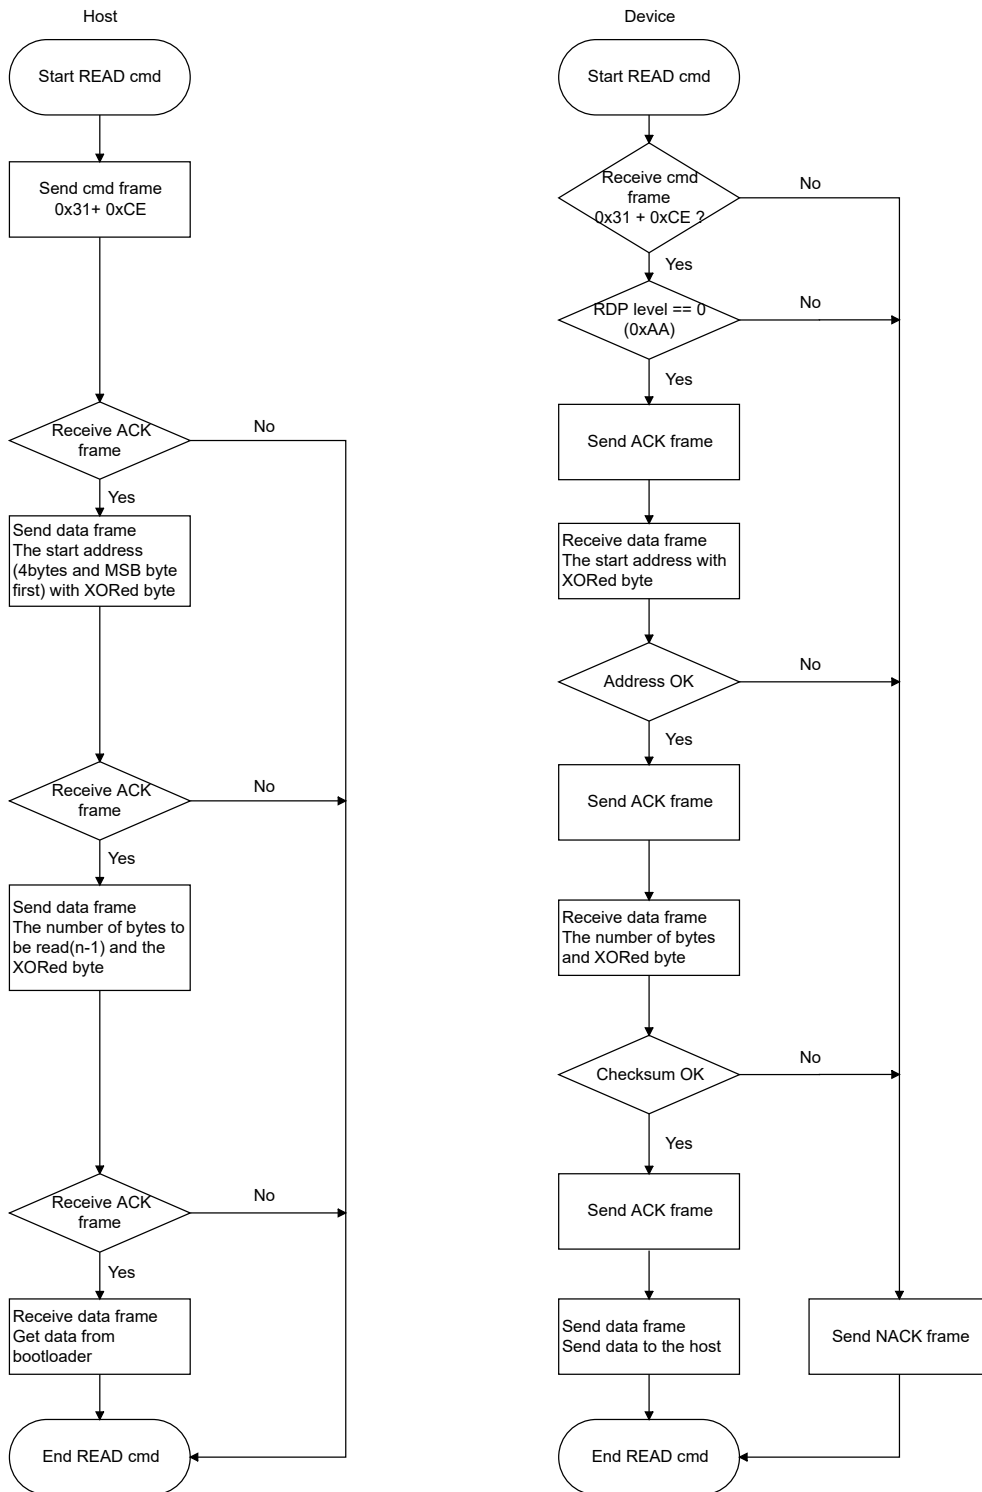 Host
Start READ cmd
Send cmd frame
0x31+ 0xCE
Receive ACK
frame
No
Yes
Send data frame
The start address
(4bytes and MSB byte
first) with XORed byte
Receive ACK
frame
No
Yes
Send data frame
The number of bytes to
be read(n-1) and the
XORed byte
Receive ACK
frame
No
Yes
Receive data frame
Get data from
bootloader
End READ cmd
Device
Start READ cmd
Receive cmd
frame
0x31 + 0xCE ?
No
Yes
RDP level == 0
(0xAA)
No
Yes
Send ACK frame
Receive data frame
The start address with
XORed byte
Address OK
No
Yes
Send ACK frame
Receive data frame
The number of bytes
and XORed byte
Checksum OK
No
Yes
Send ACK frame
Send data frame
Send data to the host
Send NACK frame
End READ cmd